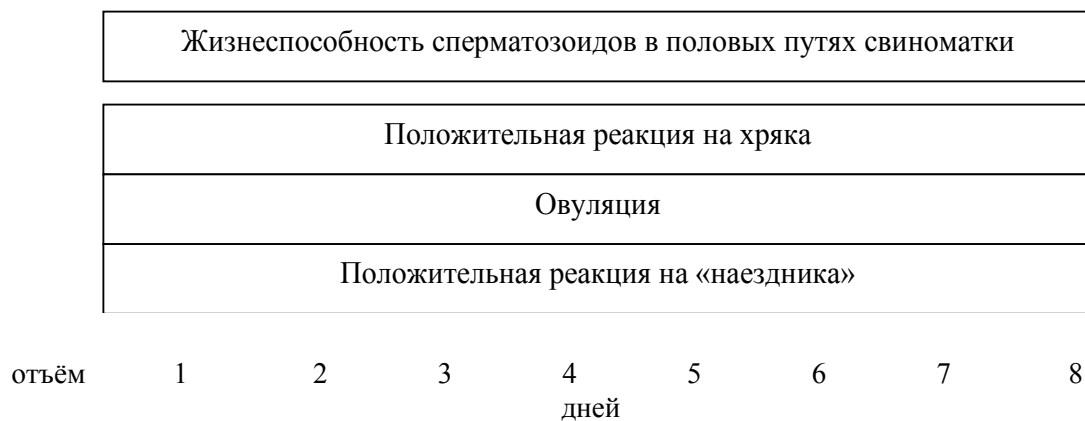 Жизнеспособность сперматозоидов в половых путях свиноматки
Положительная реакция на хряка
Овуляция
Положительная реакция на «наездника»
отъём 1 2 3 4 5 6 7 8
дней